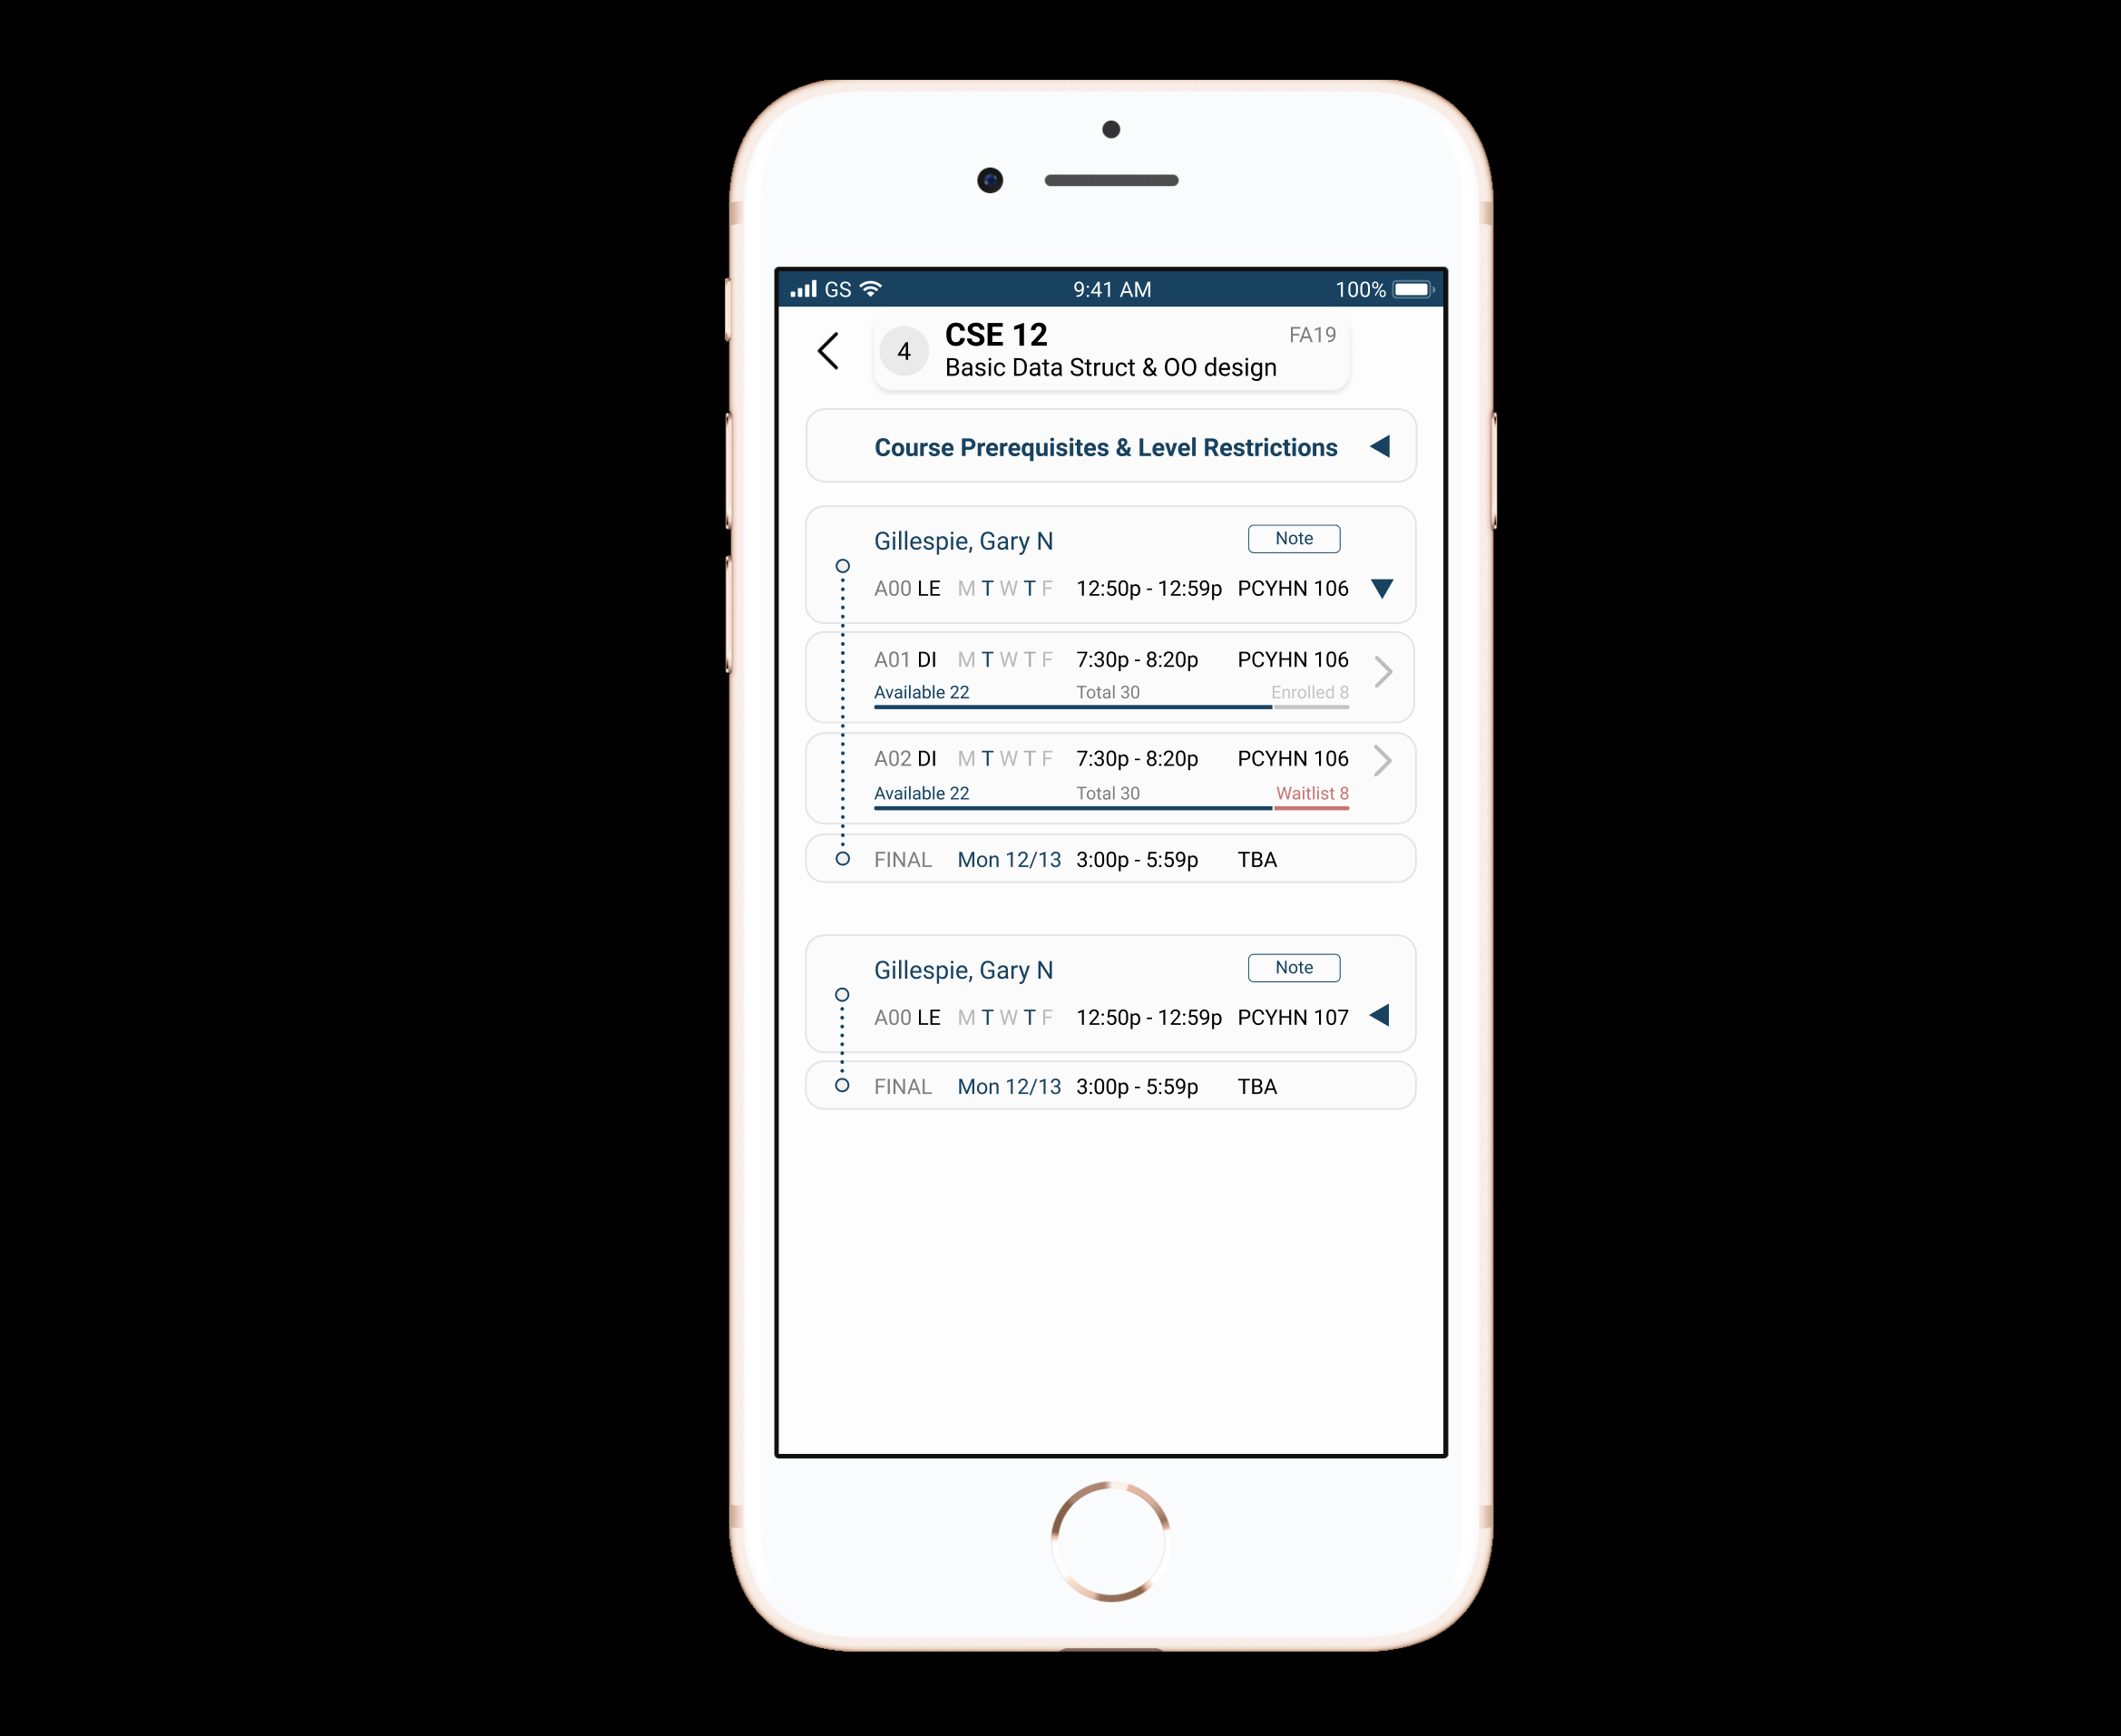 GS 9:41 AM 100%
4 CSE 12 FA19
Basic Data Struct & OO design
Course Prerequisites & Level Restrictions
Gillespie, Gary N Note
A00 LE M T W T F 12:50p - 12:59p PCYHN 106
A01 DI M T W T F 7:30p - 8:20p PCYHN 106
Available 22 Total 30 Enrolled 8
A02 DI M T W T F 7:30p - 8:20p PCYHN 106
Available 22 Total 30 Waitlist 8
FINAL Mon 12/13 3:00p - 5:59p TBA
Gillespie, Gary N Note
A00 LE M T W T F 12:50p - 12:59p PCYHN 107
FINAL Mon 12/13 3:00p - 5:59p TBA